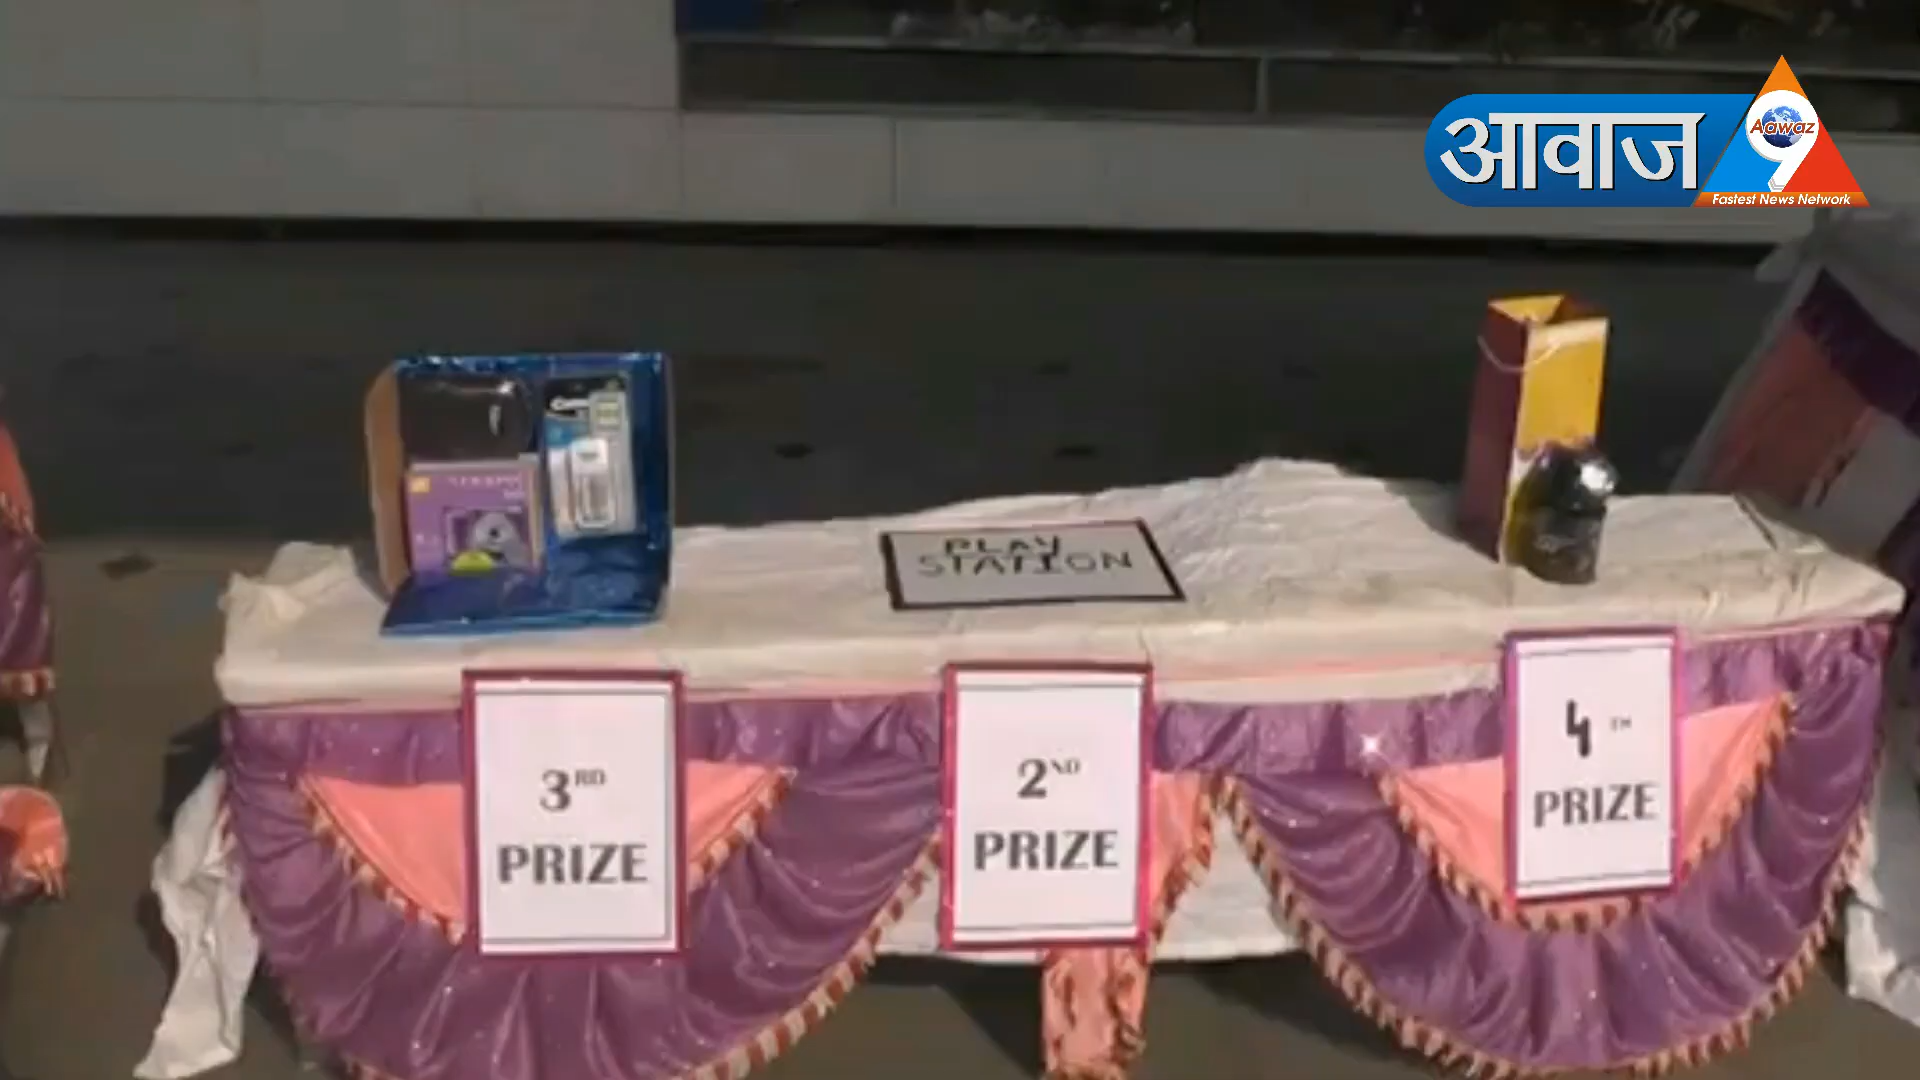 आवाज
Aawaz
9
Fastest News Network
PLAY
STATION
3RD
PRIZE
2ND
PRIZE
4TH
PRIZE